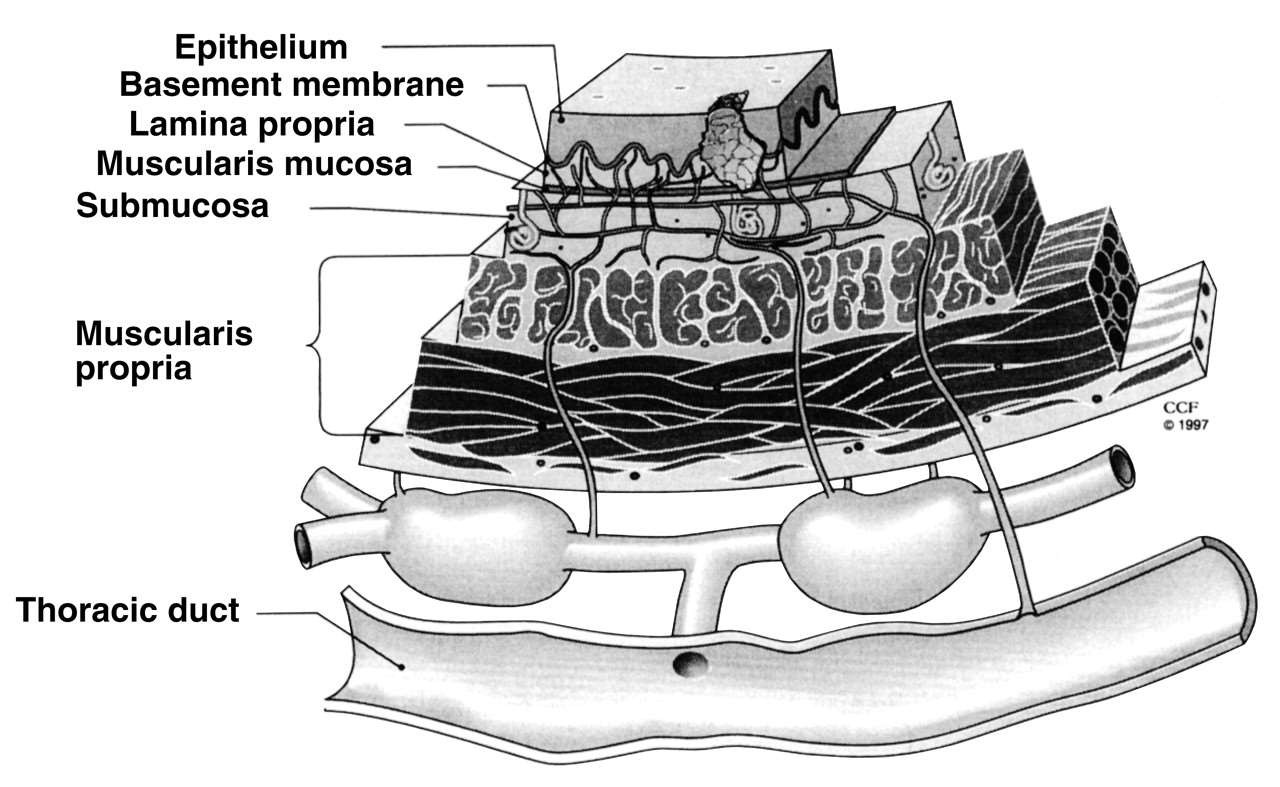 Epithelium
Basement membrane
Lamina propria
Muscularis mucosa
Submucosa
Muscularis
propria
CCF
© 1997
Thoracic duct